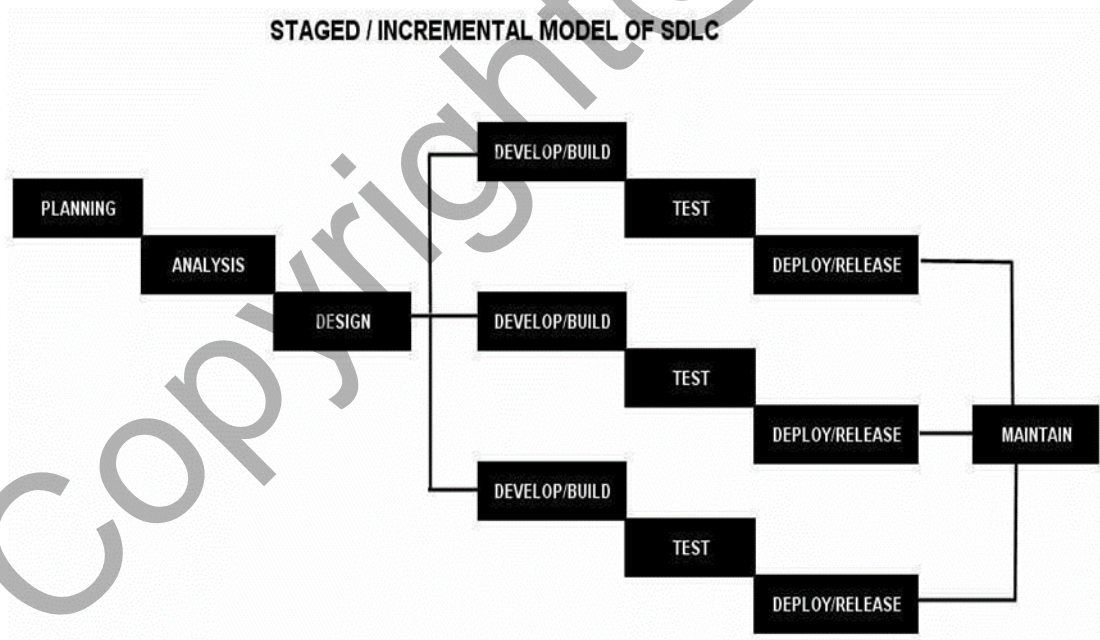 STAGED / INCREMENTAL MODEL OF SDLC
PLANNING
ANALYSIS
DESIGN
DEVELOP/BUILD
TEST
DEPLOY/RELEASE
DEVELOP/BUILD
TEST
DEPLOY/RELEASE
DEVELOP/BUILD
TEST
DEPLOY/RELEASE
MAINTAIN
Copyright©